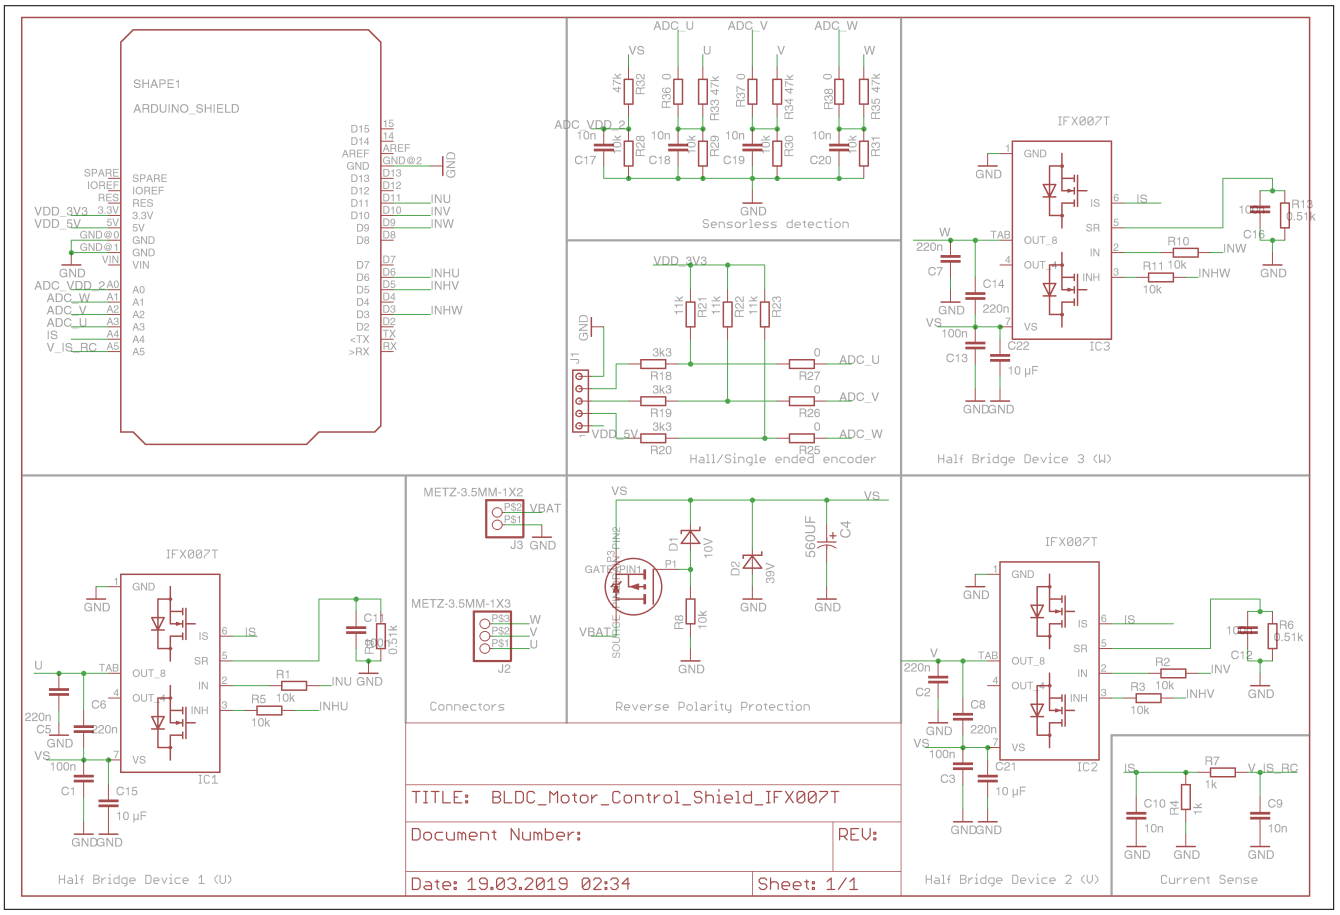 SHAPE1
ARDUINO_SHIELD
SPARE SPARE
IOREF IOREF
RES RES
VDD_3V3 3.3V 3.3V
VDD_5V 5V 5V
GND@0 GND
GND@1 GND
VIN VIN
GND
ADC_VDD_2 A0 A0
ADC_W A1 A1
ADC_V A2 A2
ADC_U A3 A3
IS A4 A4
V_IS_RC A5 A5
D15 15
D14 14
AREF AREF
GND GND@2 GND
D13 D13
D12 D12
D11 D11 INU
D10 D10 INV
D9 D9 INW
D8 D8
D7 D7
D6 D6 INHU
D5 D5 INHV
D4 D4
D3 D3 INHW
D2 D2
<TX TX
>RX RX
ADC_U ADC_V ADC_W
VS U V W
47k R32 R36 0 R33 47k R37 0 R34 47k R38 0 R35 47k
ADC_VDD_2
10n 10k R28 10n 10k R29 10n 10k R30 10n 10k R31
C17 C18 C19 C20
GND
Sensorless detection
VDD_3V3
11k R21 11k R22 11k R23
GND
J1
1
3k3 R18 0 R27 ADC_U
3k3 R19 0 R26 ADC_V
VDD_5V 3k3 R20 0 R25 ADC_W
Hall/Single ended encoder
IFX007T
1 GND
GND
IS 6 IS
SR 5
W TAB OUT_8
IN 2 R10 10k INW
4 OUT_4
INH 3 R11 10k INHW
220n
C7
GND
C14
220n
VS 7 VS
100n
C13
C22
10 µF
GND GND
IC3
100n
C16
R13
0.51k
GND
Half Bridge Device 3 (W)
IFX007T
1 GND
GND
IS 6 IS
SR 5
U TAB OUT_8
IN 2 R1 10k INU
4 OUT_4
INH 3 R5 10k INHU
220n
C5
GND
C6
220n
VS 7 VS
100n
C1
C15
10 µF
GND GND
IC1
C11
100n
0.51k
GND
Half Bridge Device 1 (U)
METZ-3.5MM-1X2
P$2 VBAT
P$1
J3 GND
METZ-3.5MM-1X3
P$3 W
P$2 V
P$1 U
J2
Connectors
VS VS
D1 10V
D2 39V
560UF C4
GATE PIN1 P1
P3 PIN2
SOURCE
VBAT
R8 10k
GND GND GND
Reverse Polarity Protection
IFX007T
1 GND
GND
IS 6 IS
SR 5
V TAB OUT_8
IN 2 R2 10k INV
4 OUT_4
INH 3 R3 10k INHV
220n
C2
GND
C8
220n
VS 7 VS
100n
C3
C21
10 µF
GND GND
IC2
100n
C12
R6
0.51k
GND
Half Bridge Device 2 (V)
IS R7 1k V_IS_RC
C10 10n
R4 1k
C9 10n
GND GND GND
Current Sense
TITLE: BLDC_Motor_Control_Shield_IFX007T
Document Number:
REV:
Date: 19.03.2019 02:34
Sheet: 1/1